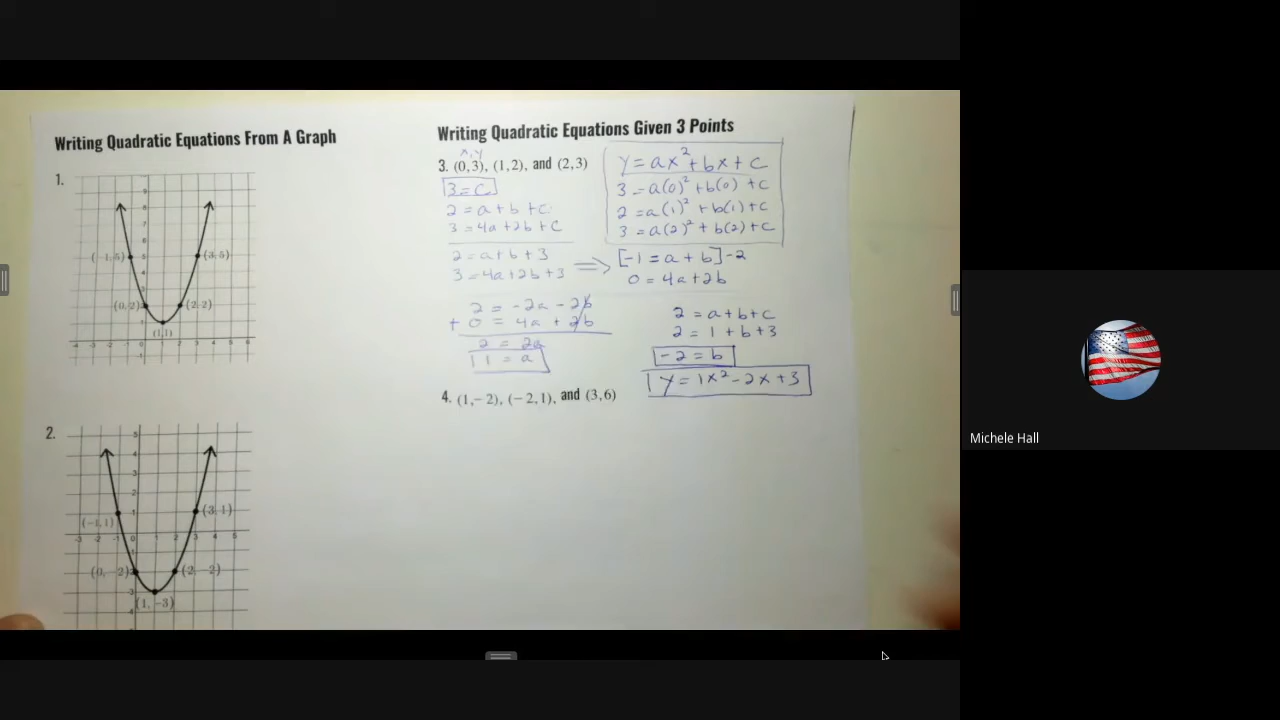 Writing Quadratic Equations From A Graph
1.
(-1,5)
(3,5)
(0,2)
(2,2)
(1,1)
2.
(-1,1)
(3,1)
(0,-2)
(2,-2)
(1,-3)
Writing Quadratic Equations Given 3 Points
x, y
3. (0,3), (1,2), and (2,3)
3 = C
2 = a + b + c
3 = 4a + 2b + C
2 = a + b + 3
3 = 4a + 2b + 3
2 = -2a - 2b
+ 0 = 4a + 2b
2 = 2a
1 = a
y = ax² + bx + c
3 = a(0)² + b(0) + c
2 = a(1)² + b(1) + c
3 = a(2)² + b(2) + c
⇒ [-1 = a + b] -2
0 = 4a + 2b
2 = a + b + c
2 = 1 + b + 3
-2 = b
y = 1x² - 2x + 3
4. (1,-2), (-2,1), and (3,6)
Michele Hall